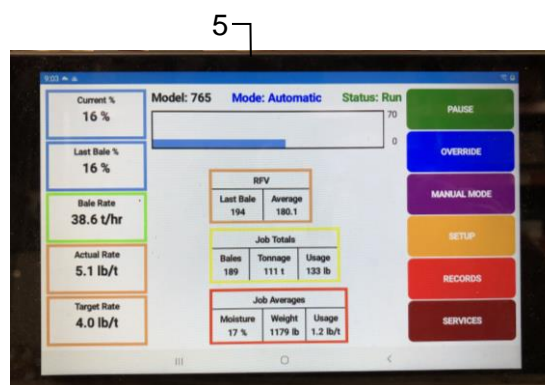 5
9:03
Model: 765 Mode: Automatic Status: Run
Current %
16 %
70
0
Last Bale %
16 %
Bale Rate
38.6 t/hr
Actual Rate
5.1 lb/t
Target Rate
4.0 lb/t
RFV
Last Bale Average
194 180.1
Job Totals
Bales Tonnage Usage
189 111 t 133 lb
Job Averages
Moisture Weight Usage
17 % 1179 lb 1.2 lb/t
PAUSE
OVERRIDE
MANUAL MODE
SETUP
RECORDS
SERVICES